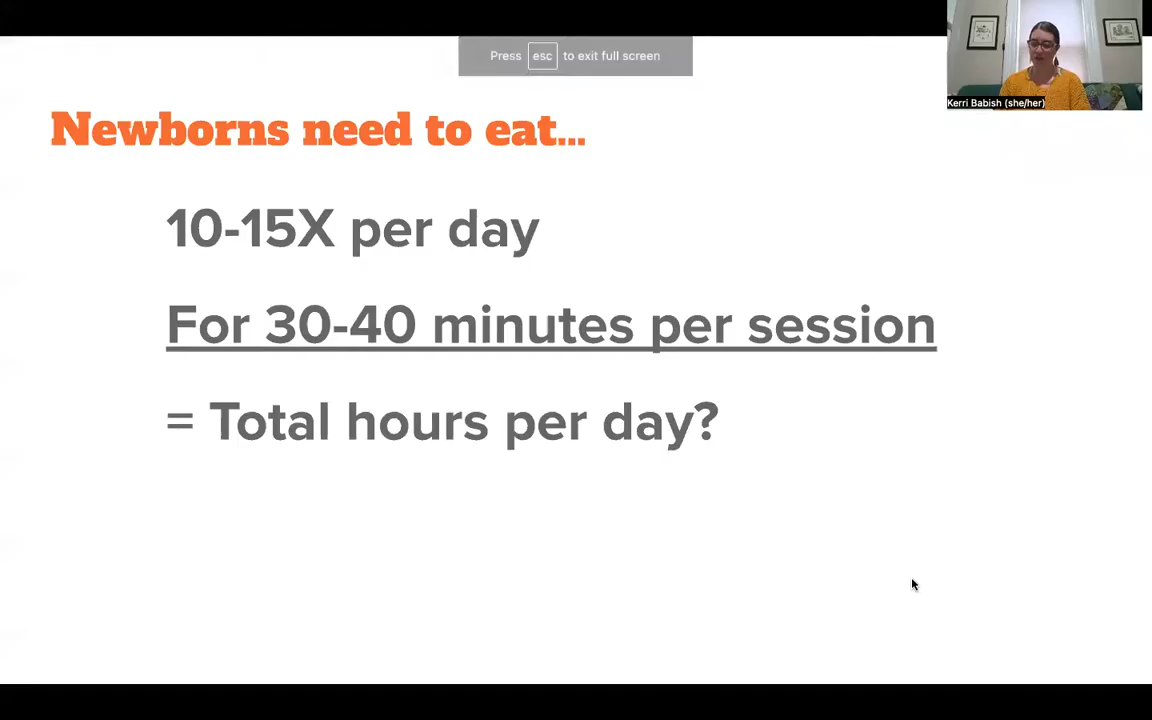 Press esc to exit full screen
Kerri Babish (she/her)
Newborns need to eat...
10-15X per day
For 30-40 minutes per session
= Total hours per day?